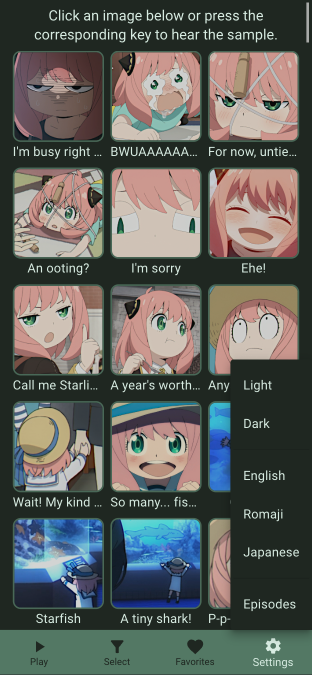 Click an image below or press the
corresponding key to hear the sample.
I'm busy right ...
BWUAAAAAA...
For now, untie...
An ooting?
I'm sorry
Ehe!
Call me Starli...
A year's worth...
Any
Wait! My kind ...
So many... fis...
Starfish
A tiny shark!
P-p-
Light
Dark
English
Romaji
Japanese
Episodes
Play
Select
Favorites
Settings